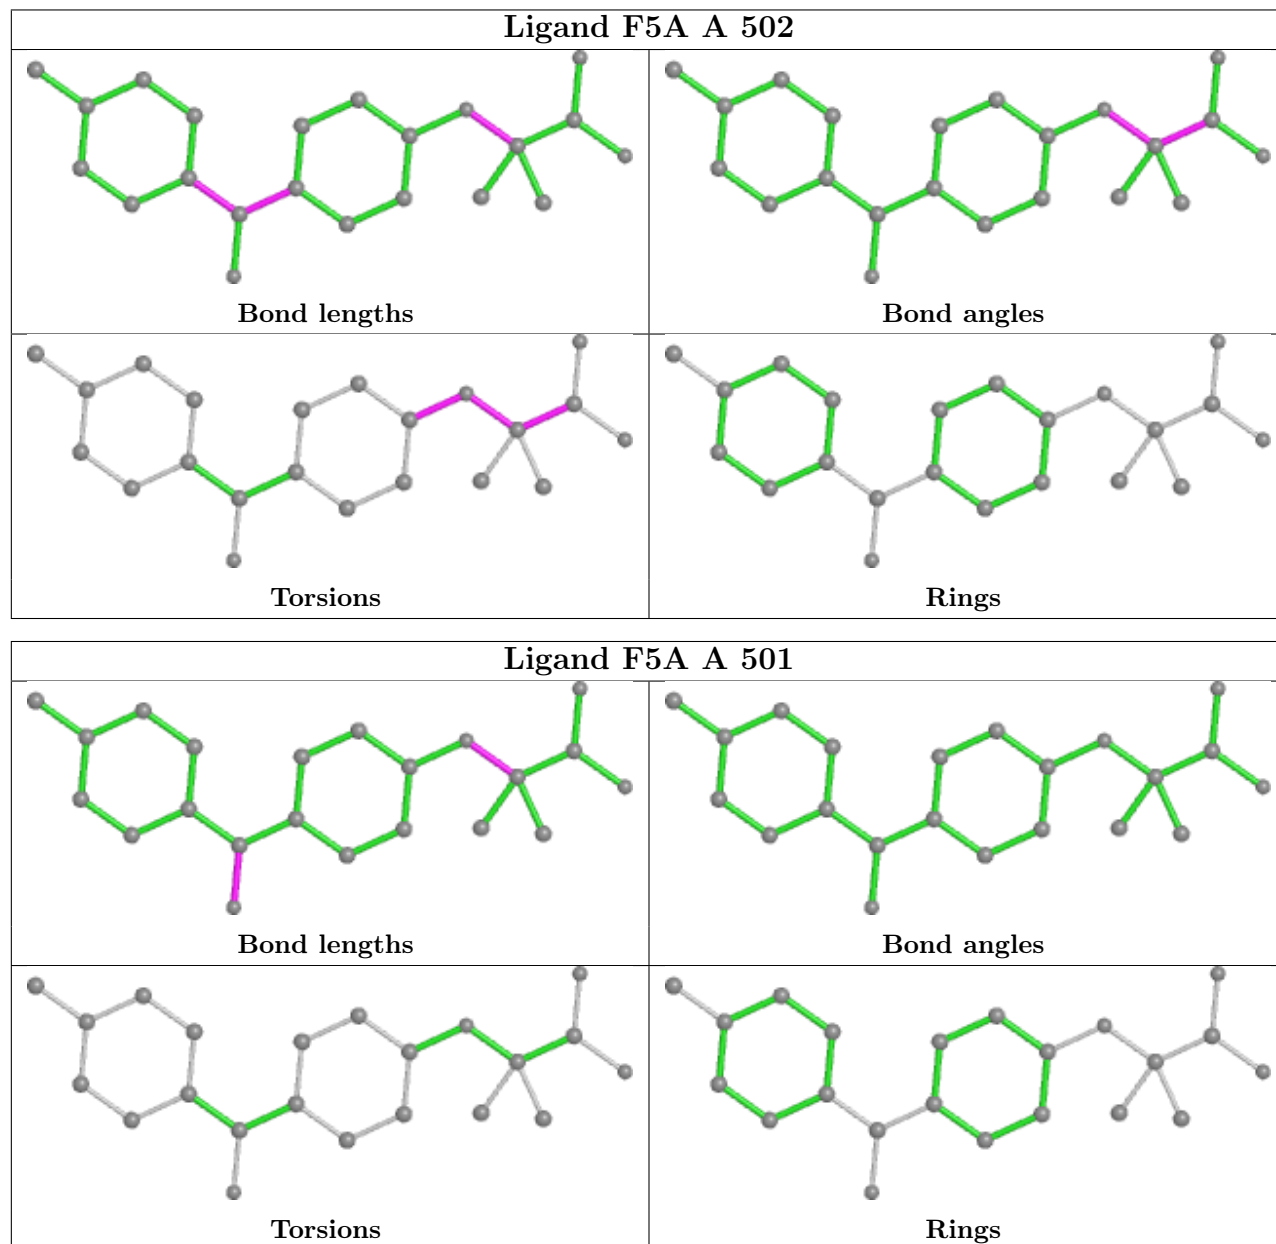 Ligand F5A A 502
Bond lengths
Bond angles
Torsions
Rings
Ligand F5A A 501
Bond lengths
Bond angles
Torsions
Rings